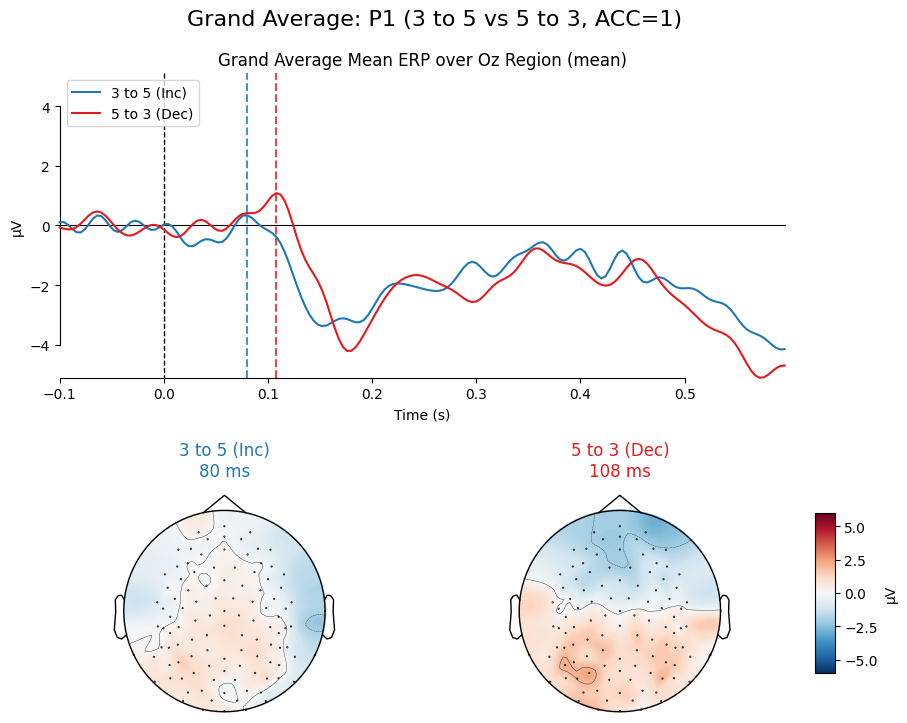 Grand Average: P1 (3 to 5 vs 5 to 3, ACC=1)
Grand Average Mean ERP over Oz Region (mean)
3 to 5 (Inc)
5 to 3 (Dec)
4
2
0
−2
−4
µV
−0.1
0.0
0.1
0.2
0.3
0.4
0.5
Time (s)
3 to 5 (Inc)
80 ms
5 to 3 (Dec)
108 ms
5.0
2.5
0.0
−2.5
−5.0
µV